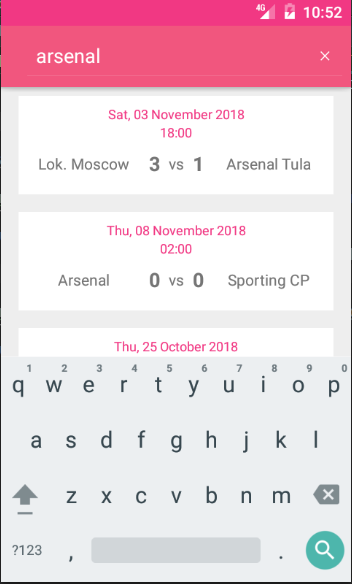 4G 10:52
arsenal ×
Sat, 03 November 2018
18:00
Lok. Moscow 3 vs 1 Arsenal Tula
Thu, 08 November 2018
02:00
Arsenal 0 vs 0 Sporting CP
Thu, 25 October 2018
1 2 3 4 5 6 7 8 9 0
q w e r t y u i o p
a s d f g h j k l
z x c v b n m
?123 , .